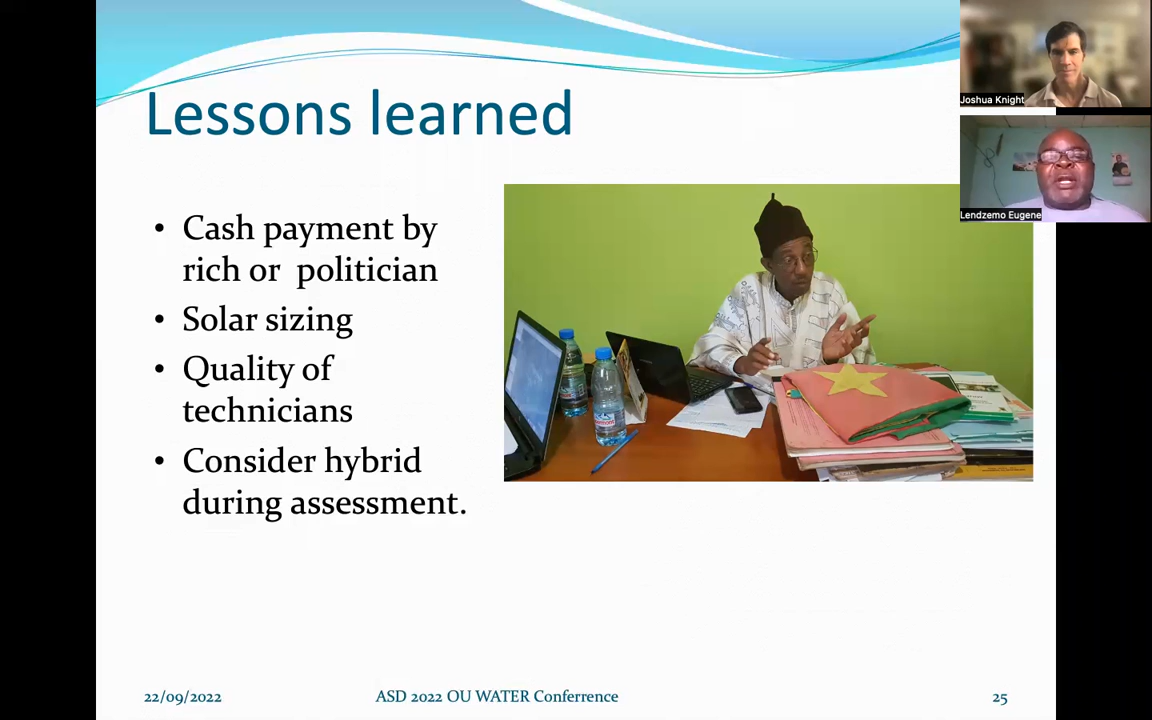 Lessons learned
• Cash payment by
rich or politician
• Solar sizing
• Quality of
technicians
• Consider hybrid
during assessment.
Joshua Knight
Lendzemo Eugene
22/09/2022
ASD 2022 OU WATER Conferrence
25